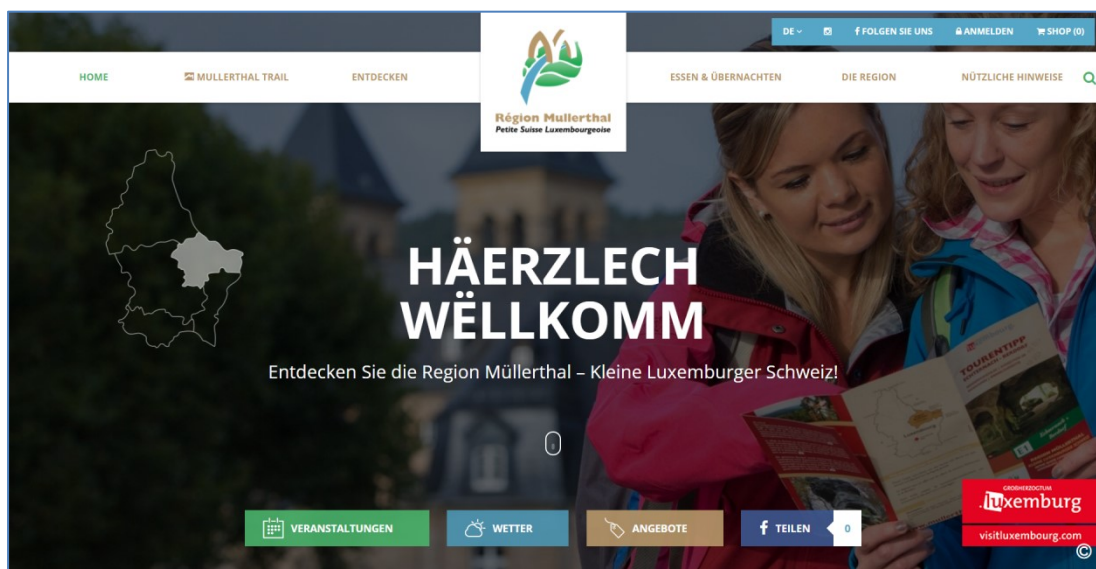 DE
FOLGEN SIE UNS
ANMELDEN
SHOP (0)
HOME
MULLERTHAL TRAIL
ENTDECKEN
Région Mullerthal
Petite Suisse Luxembourgeoise
ESSEN & ÜBERNACHTEN
DIE REGION
NÜTZLICHE HINWEISE
HÄERZLECH
WËLLKOMM
Entdecken Sie die Region Müllerthal – Kleine Luxemburger Schweiz!
TOURENTIPP
E1
VERANSTALTUNGEN
WETTER
ANGEBOTE
f TEILEN
0
GROßHERZOGTUM
.luxemburg
visitluxembourg.com
©